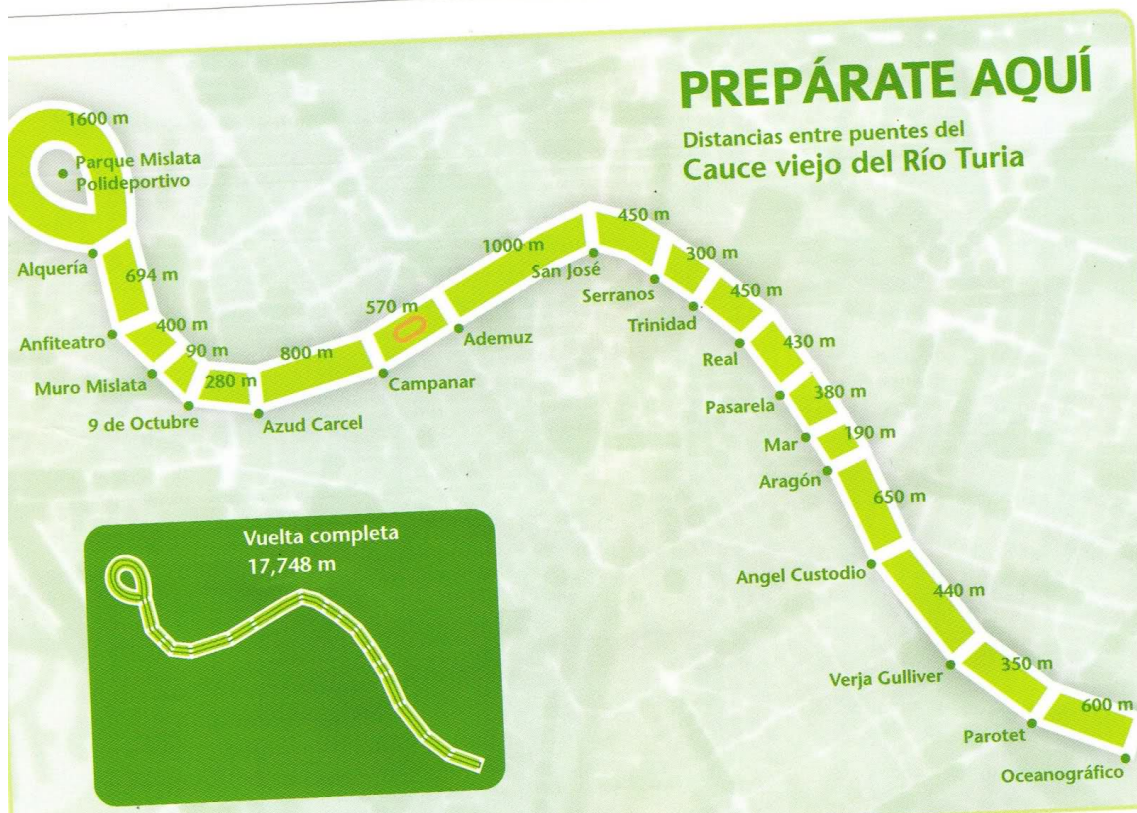 PREPÁRATE AQUÍ
Distancias entre puentes del
Cauce viejo del Río Turia
1600 m
Parque Mislata
Polideportivo
Alquería
694 m
Anfiteatro
400 m
Muro Mislata
90 m
9 de Octubre
280 m
Azud Carcel
800 m
Campanar
570 m
Ademuz
1000 m
San José
450 m
Serranos
300 m
Trinidad
450 m
Real
430 m
Pasarela
380 m
Mar
190 m
Aragón
650 m
Angel Custodio
440 m
Verja Gulliver
350 m
Parotet
600 m
Oceanográfico
Vuelta completa
17,748 m